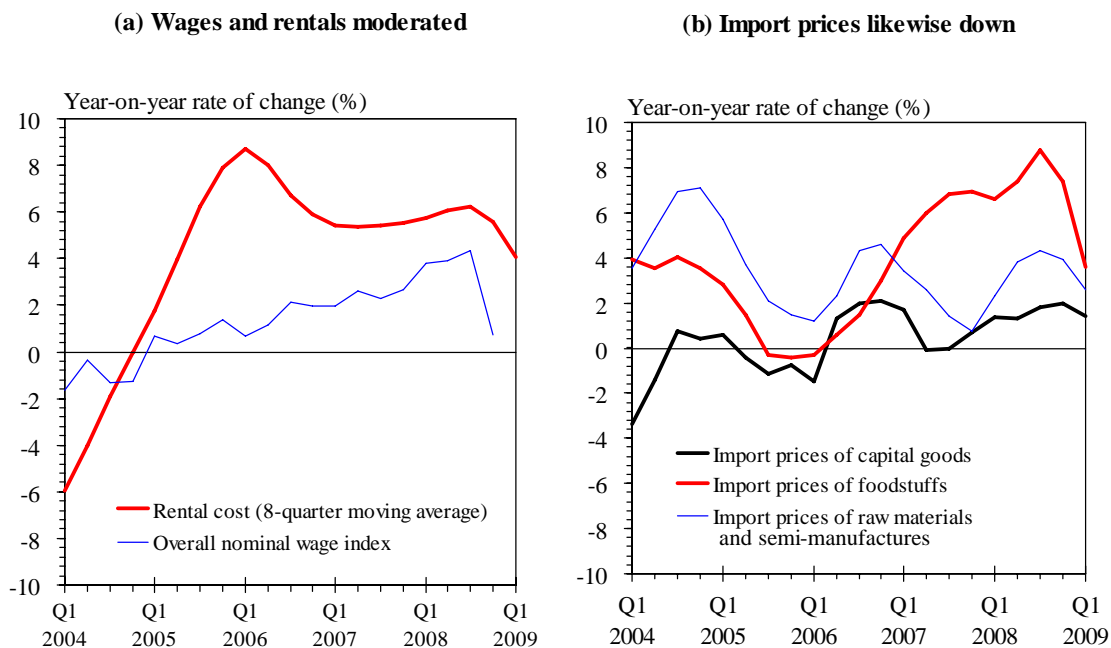 (a) Wages and rentals moderated
Year-on-year rate of change (%)
10
8
6
4
2
0
-2
-4
-6
-8
-10
Rental cost (8-quarter moving average)
Overall nominal wage index
Q1 Q1 Q1 Q1 Q1 Q1
2004 2005 2006 2007 2008 2009
(b) Import prices likewise down
Year-on-year rate of change (%)
10
8
6
4
2
0
-2
-4
-6
-8
-10
Import prices of capital goods
Import prices of foodstuffs
Import prices of raw materials
and semi-manufactures
Q1 Q1 Q1 Q1 Q1 Q1
2004 2005 2006 2007 2008 2009